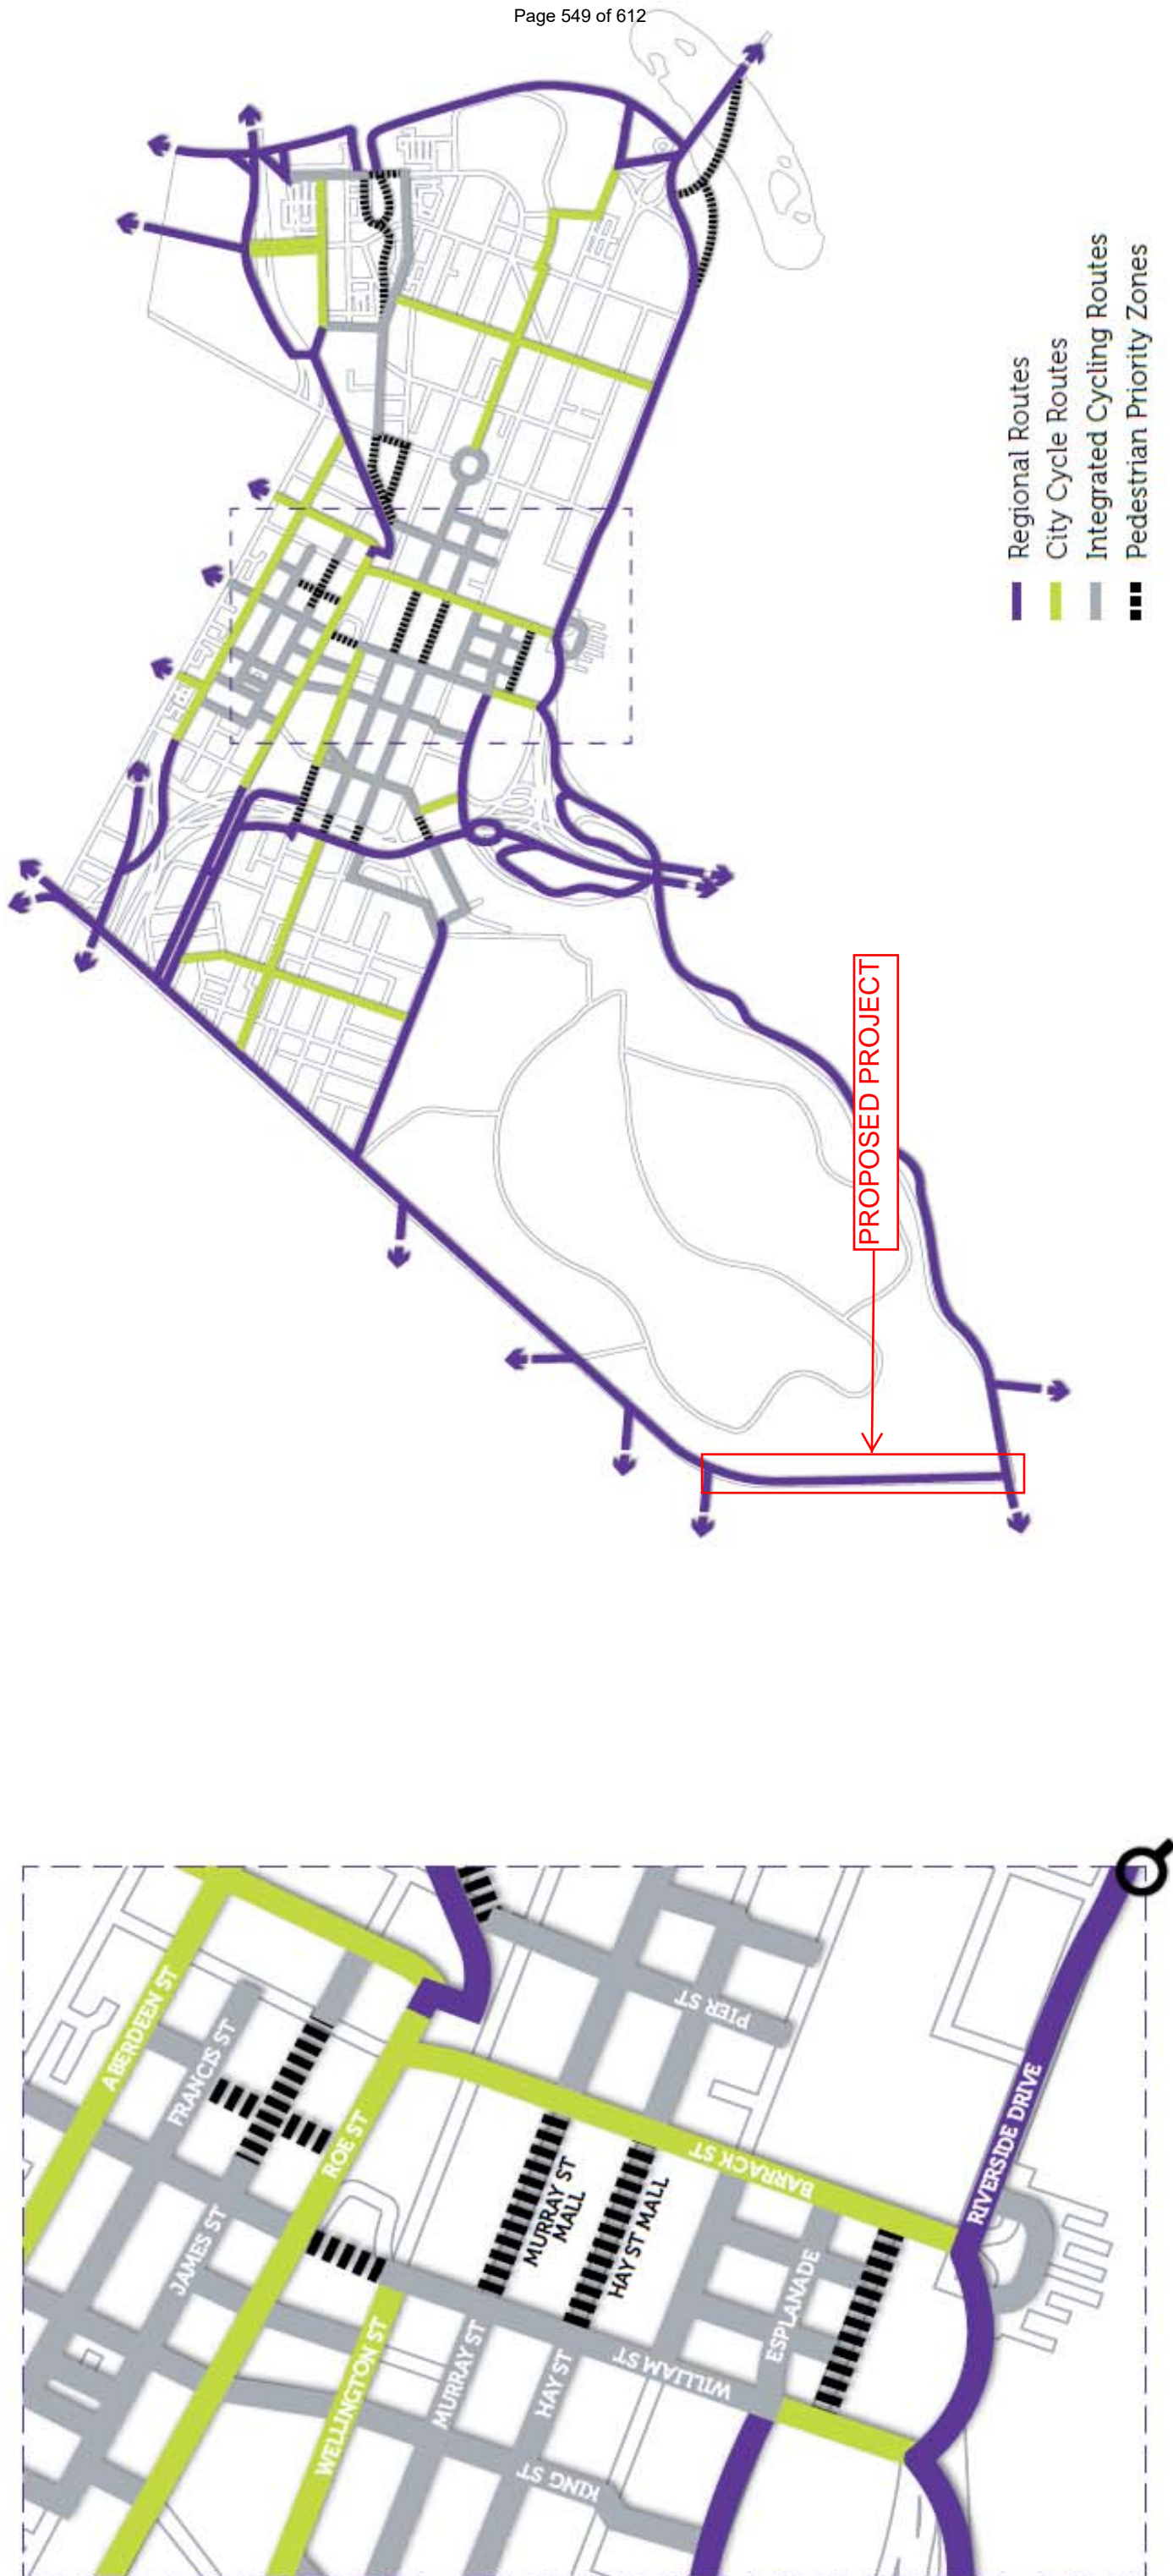 Page 549 of 612
Regional Routes
City Cycle Routes
Integrated Cycling Routes
Pedestrian Priority Zones
PROPOSED PROJECT
ABERDEEN ST
FRANCIS ST
JAMES ST
ROE ST
WELLINGTON ST
MURRAY ST
MURRAY ST
MALL
HAY ST
HAY ST MALL
PIER ST
BARRACK ST
WILLIAM ST
KING ST
ESPLANADE
RIVERSIDE DRIVE